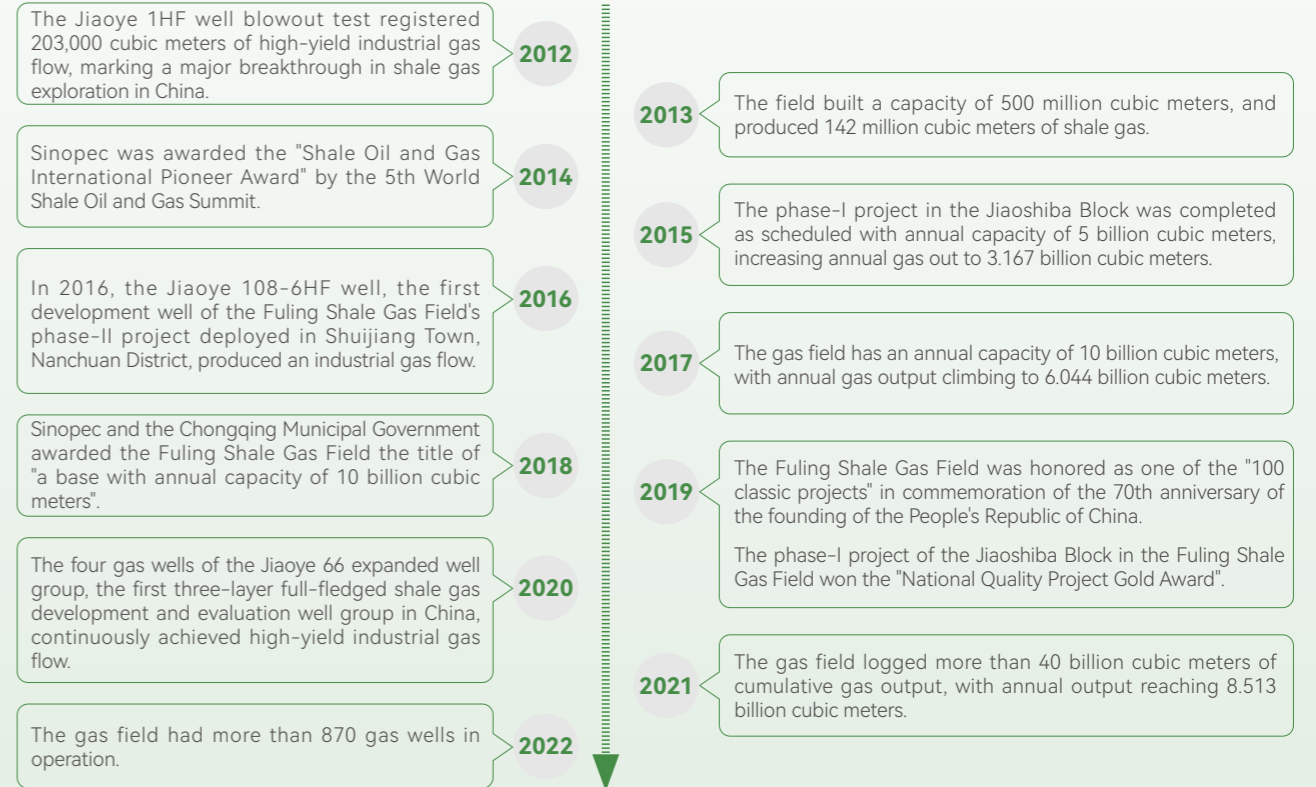 The Jiaoye 1HF well blowout test registered
203,000 cubic meters of high-yield industrial gas
flow, marking a major breakthrough in shale gas
exploration in China.
2012
2013
The field built a capacity of 500 million cubic meters, and
produced 142 million cubic meters of shale gas.
Sinopec was awarded the "Shale Oil and Gas
International Pioneer Award" by the 5th World
Shale Oil and Gas Summit.
2014
2015
The phase-I project in the Jiaoshiba Block was completed
as scheduled with annual capacity of 5 billion cubic meters,
increasing annual gas out to 3.167 billion cubic meters.
In 2016, the Jiaoye 108-6HF well, the first
development well of the Fuling Shale Gas Field's
phase-II project deployed in Shuijiang Town,
Nanchuan District, produced an industrial gas flow.
2016
2017
The gas field has an annual capacity of 10 billion cubic meters,
with annual gas output climbing to 6.044 billion cubic meters.
Sinopec and the Chongqing Municipal Government
awarded the Fuling Shale Gas Field the title of
"a base with annual capacity of 10 billion cubic
meters".
2018
2019
The Fuling Shale Gas Field was honored as one of the "100
classic projects" in commemoration of the 70th anniversary of
the founding of the People's Republic of China.
The phase-I project of the Jiaoshiba Block in the Fuling Shale
Gas Field won the "National Quality Project Gold Award".
The four gas wells of the Jiaoye 66 expanded well
group, the first three-layer full-fledged shale gas
development and evaluation well group in China,
continuously achieved high-yield industrial gas
flow.
2020
2021
The gas field logged more than 40 billion cubic meters of
cumulative gas output, with annual output reaching 8.513
billion cubic meters.
The gas field had more than 870 gas wells in
operation.
2022